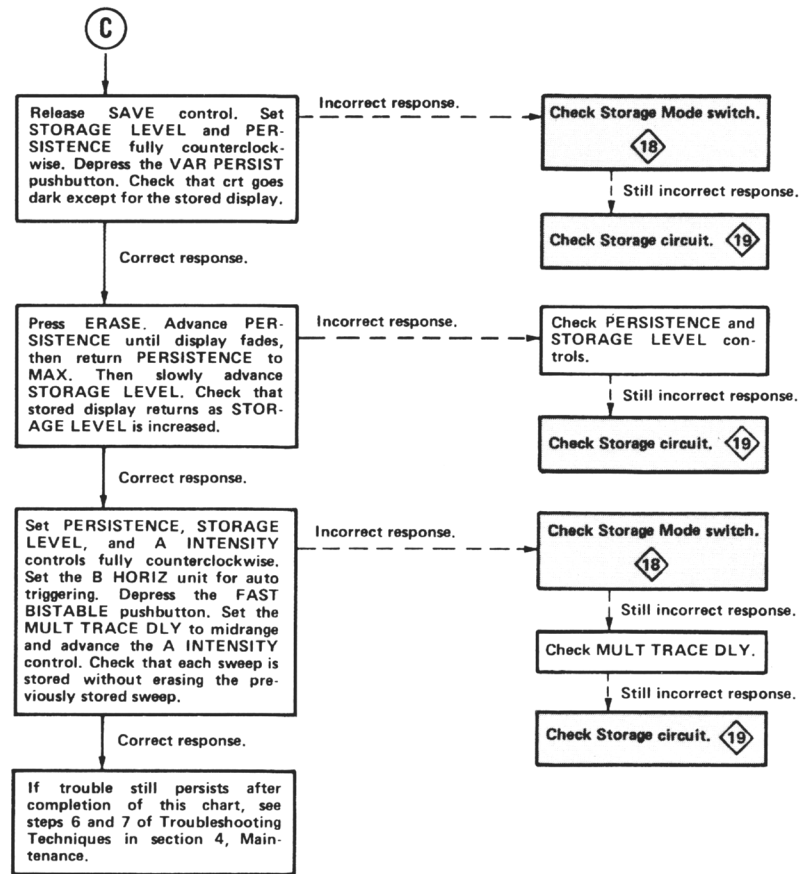 C
Release SAVE control. Set
STORAGE LEVEL and PER-
SISTENCE fully counterclock-
wise. Depress the VAR PERSIST
pushbutton. Check that crt goes
dark except for the stored display.
Incorrect response.
Check Storage Mode switch.
18
Still incorrect response.
Check Storage circuit. 19
Correct response.
Press ERASE. Advance PER-
SISTENCE until display fades,
then return PERSISTENCE to
MAX. Then slowly advance
STORAGE LEVEL. Check that
stored display returns as STOR-
AGE LEVEL is increased.
Incorrect response.
Check PERSISTENCE and
STORAGE LEVEL con-
trols.
Still incorrect response.
Check Storage circuit. 19
Correct response.
Set PERSISTENCE, STORAGE
LEVEL, and A INTENSITY
controls fully counterclockwise.
Set the B HORIZ unit for auto
triggering. Depress the FAST
BISTABLE pushbutton. Set the
MULT TRACE DLY to midrange
and advance the A INTENSITY
control. Check that each sweep is
stored without erasing the pre-
viously stored sweep.
Incorrect response.
Check Storage Mode switch.
18
Still incorrect response.
Check MULT TRACE DLY.
Still incorrect response.
Check Storage circuit. 19
Correct response.
If trouble still persists after
completion of this chart, see
steps 6 and 7 of Troubleshooting
Techniques in section 4, Main-
tenance.